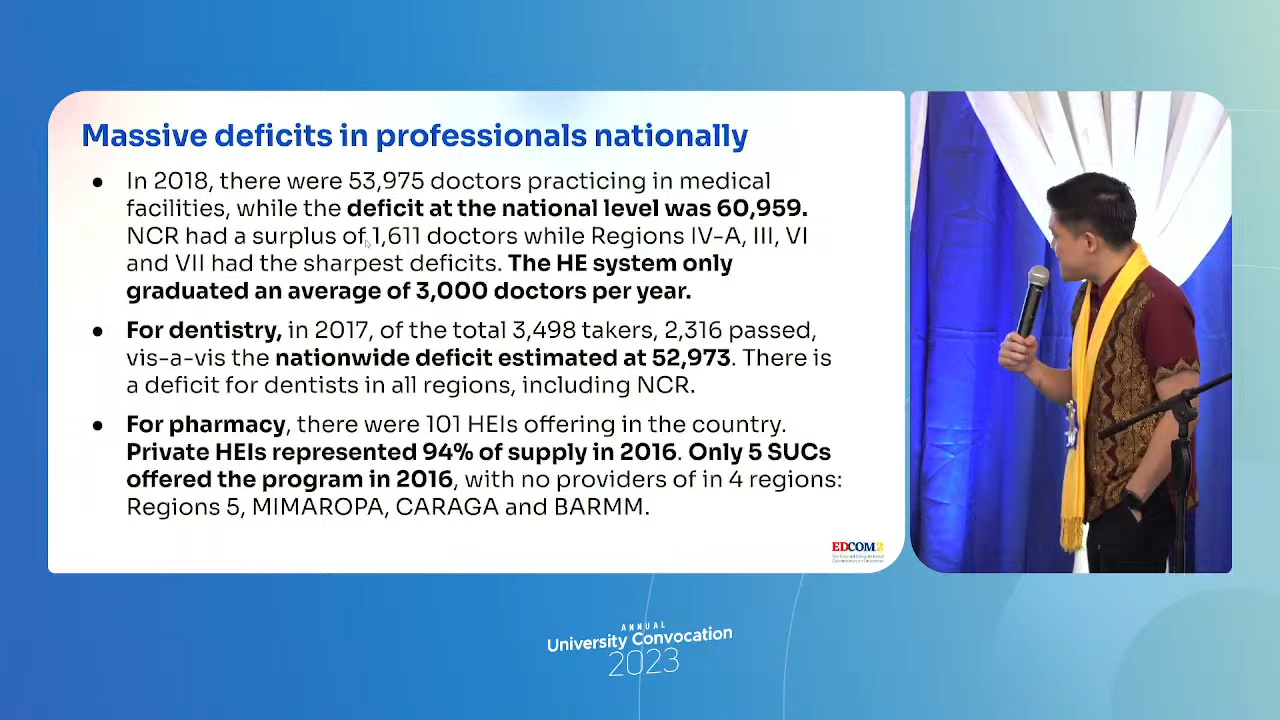 Massive deficits in professionals nationally
● In 2018, there were 53,975 doctors practicing in medical
facilities, while the deficit at the national level was 60,959.
NCR had a surplus of 1,611 doctors while Regions IV-A, III, VI
and VII had the sharpest deficits. The HE system only
graduated an average of 3,000 doctors per year.
● For dentistry, in 2017, of the total 3,498 takers, 2,316 passed,
vis-a-vis the nationwide deficit estimated at 52,973. There is
a deficit for dentists in all regions, including NCR.
● For pharmacy, there were 101 HEIs offering in the country.
Private HEIs represented 94% of supply in 2016. Only 5 SUCs
offered the program in 2016, with no providers of in 4 regions:
Regions 5, MIMAROPA, CARAGA and BARMM.
EDCOM2
ANNUAL
University Convocation
2023